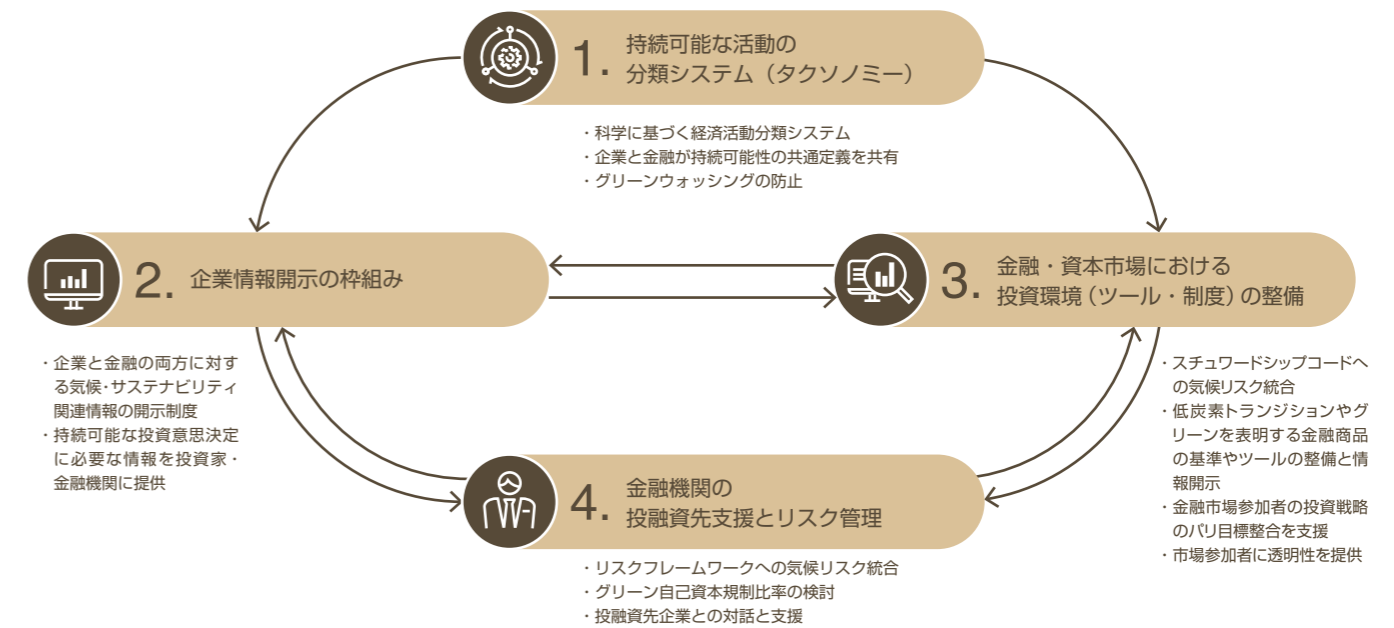 1. 持続可能な活動の
分類システム（タクソノミー）
・科学に基づく経済活動分類システム
・企業と金融が持続可能性の共通定義を共有
・グリーンウォッシングの防止
2. 企業情報開示の枠組み
・企業と金融の両方に対す
る気候・サステナビリティ
関連情報の開示制度
・持続可能な投資意思決定
に必要な情報を投資家・
金融機関に提供
3. 金融・資本市場における
投資環境（ツール・制度）の整備
・スチュワードシップコードへ
の気候リスク統合
・低炭素トランジションやグ
リーンを表明する金融商品
の基準やツールの整備と情
報開示
・金融市場参加者の投資戦略
のパリ目標整合を支援
・市場参加者に透明性を提供
4. 金融機関の
投融資先支援とリスク管理
・リスクフレームワークへの気候リスク統合
・グリーン自己資本規制比率の検討
・投融資先企業との対話と支援